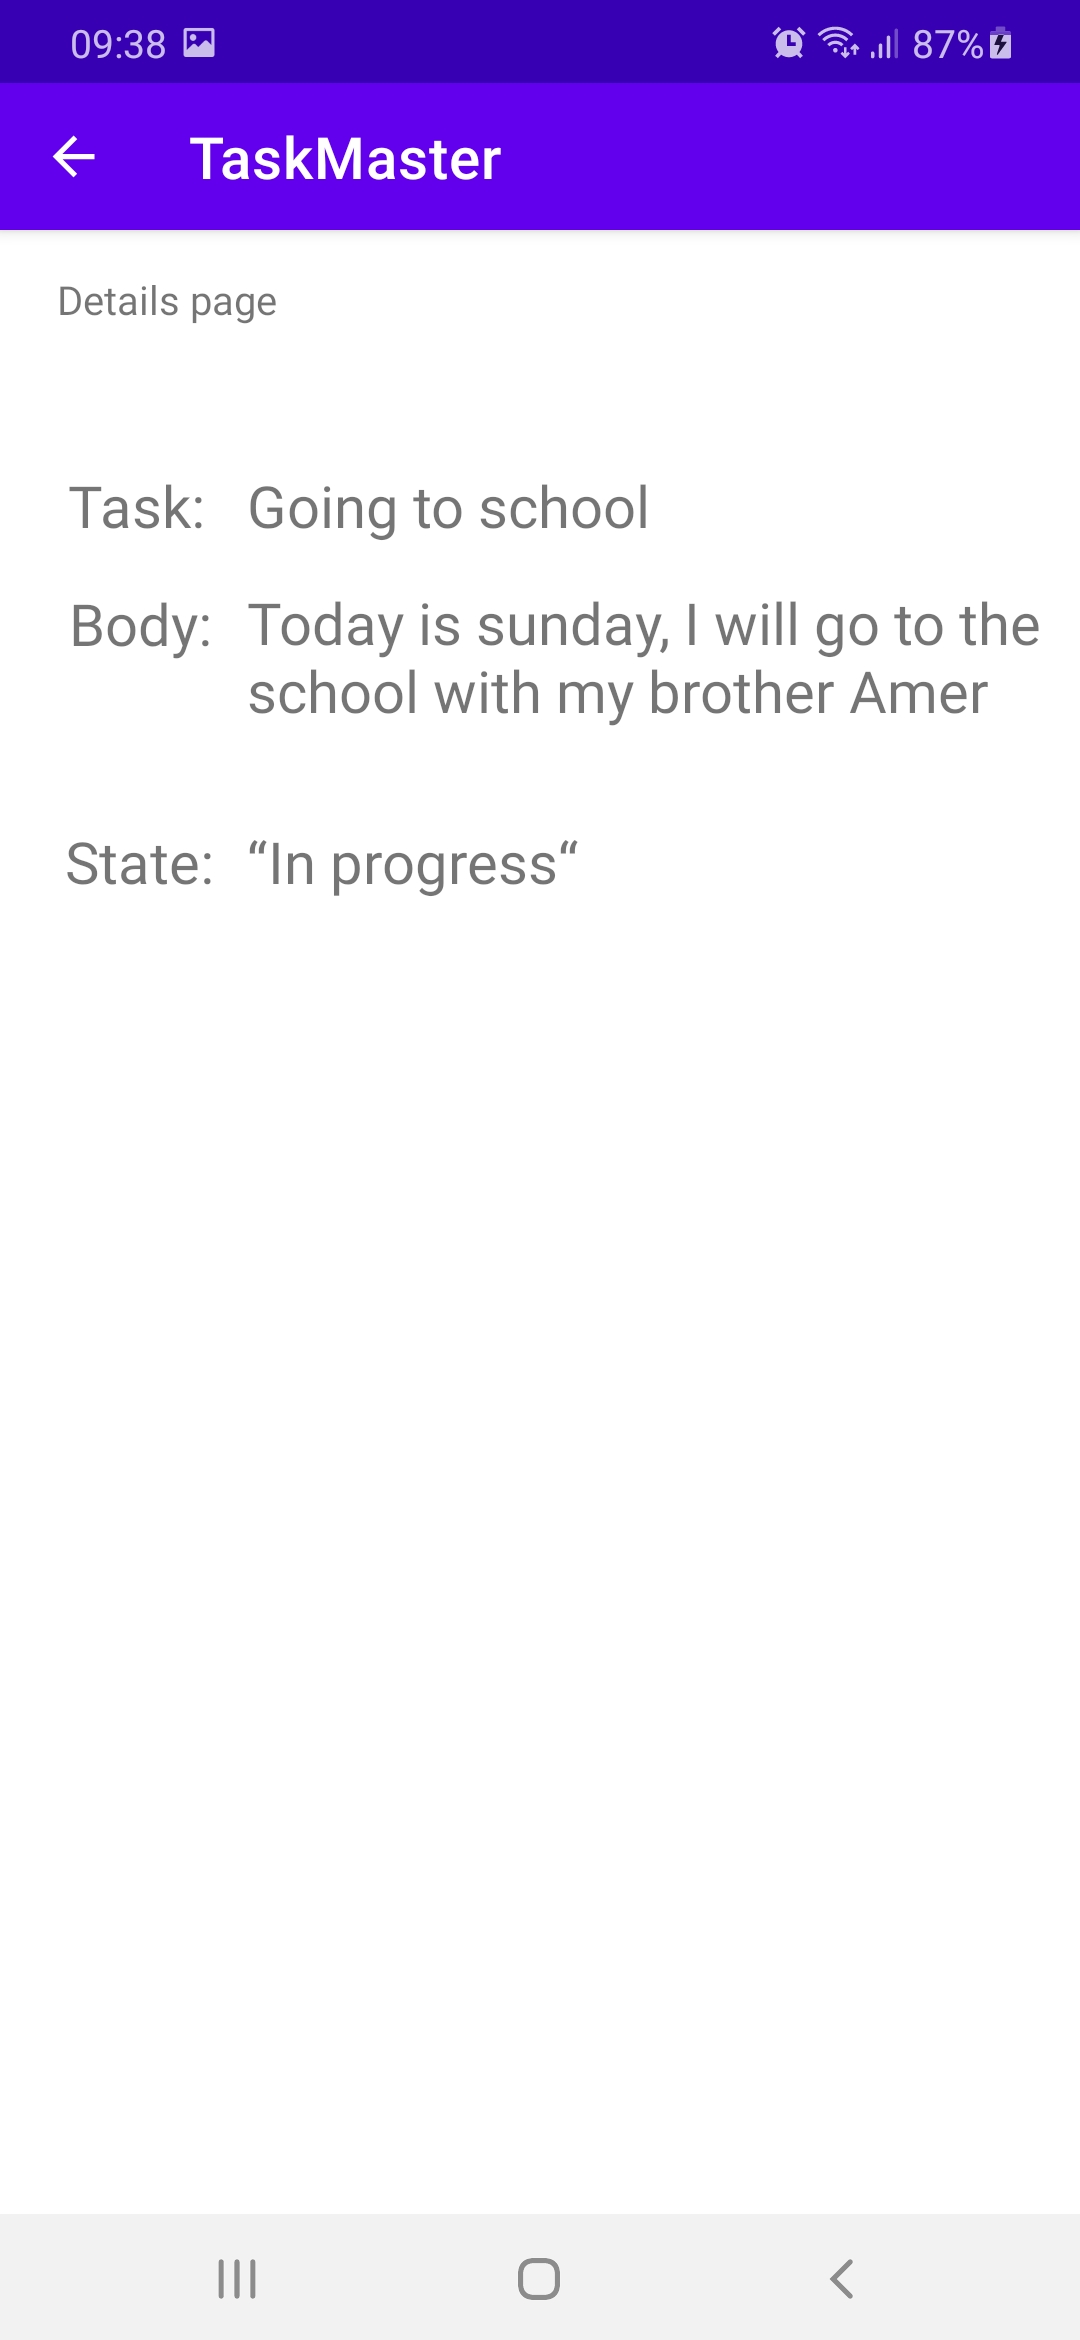 09:38 87%
TaskMaster
Details page
Task: Going to school
Body: Today is sunday, I will go to the
school with my brother Amer
State: “In progress“